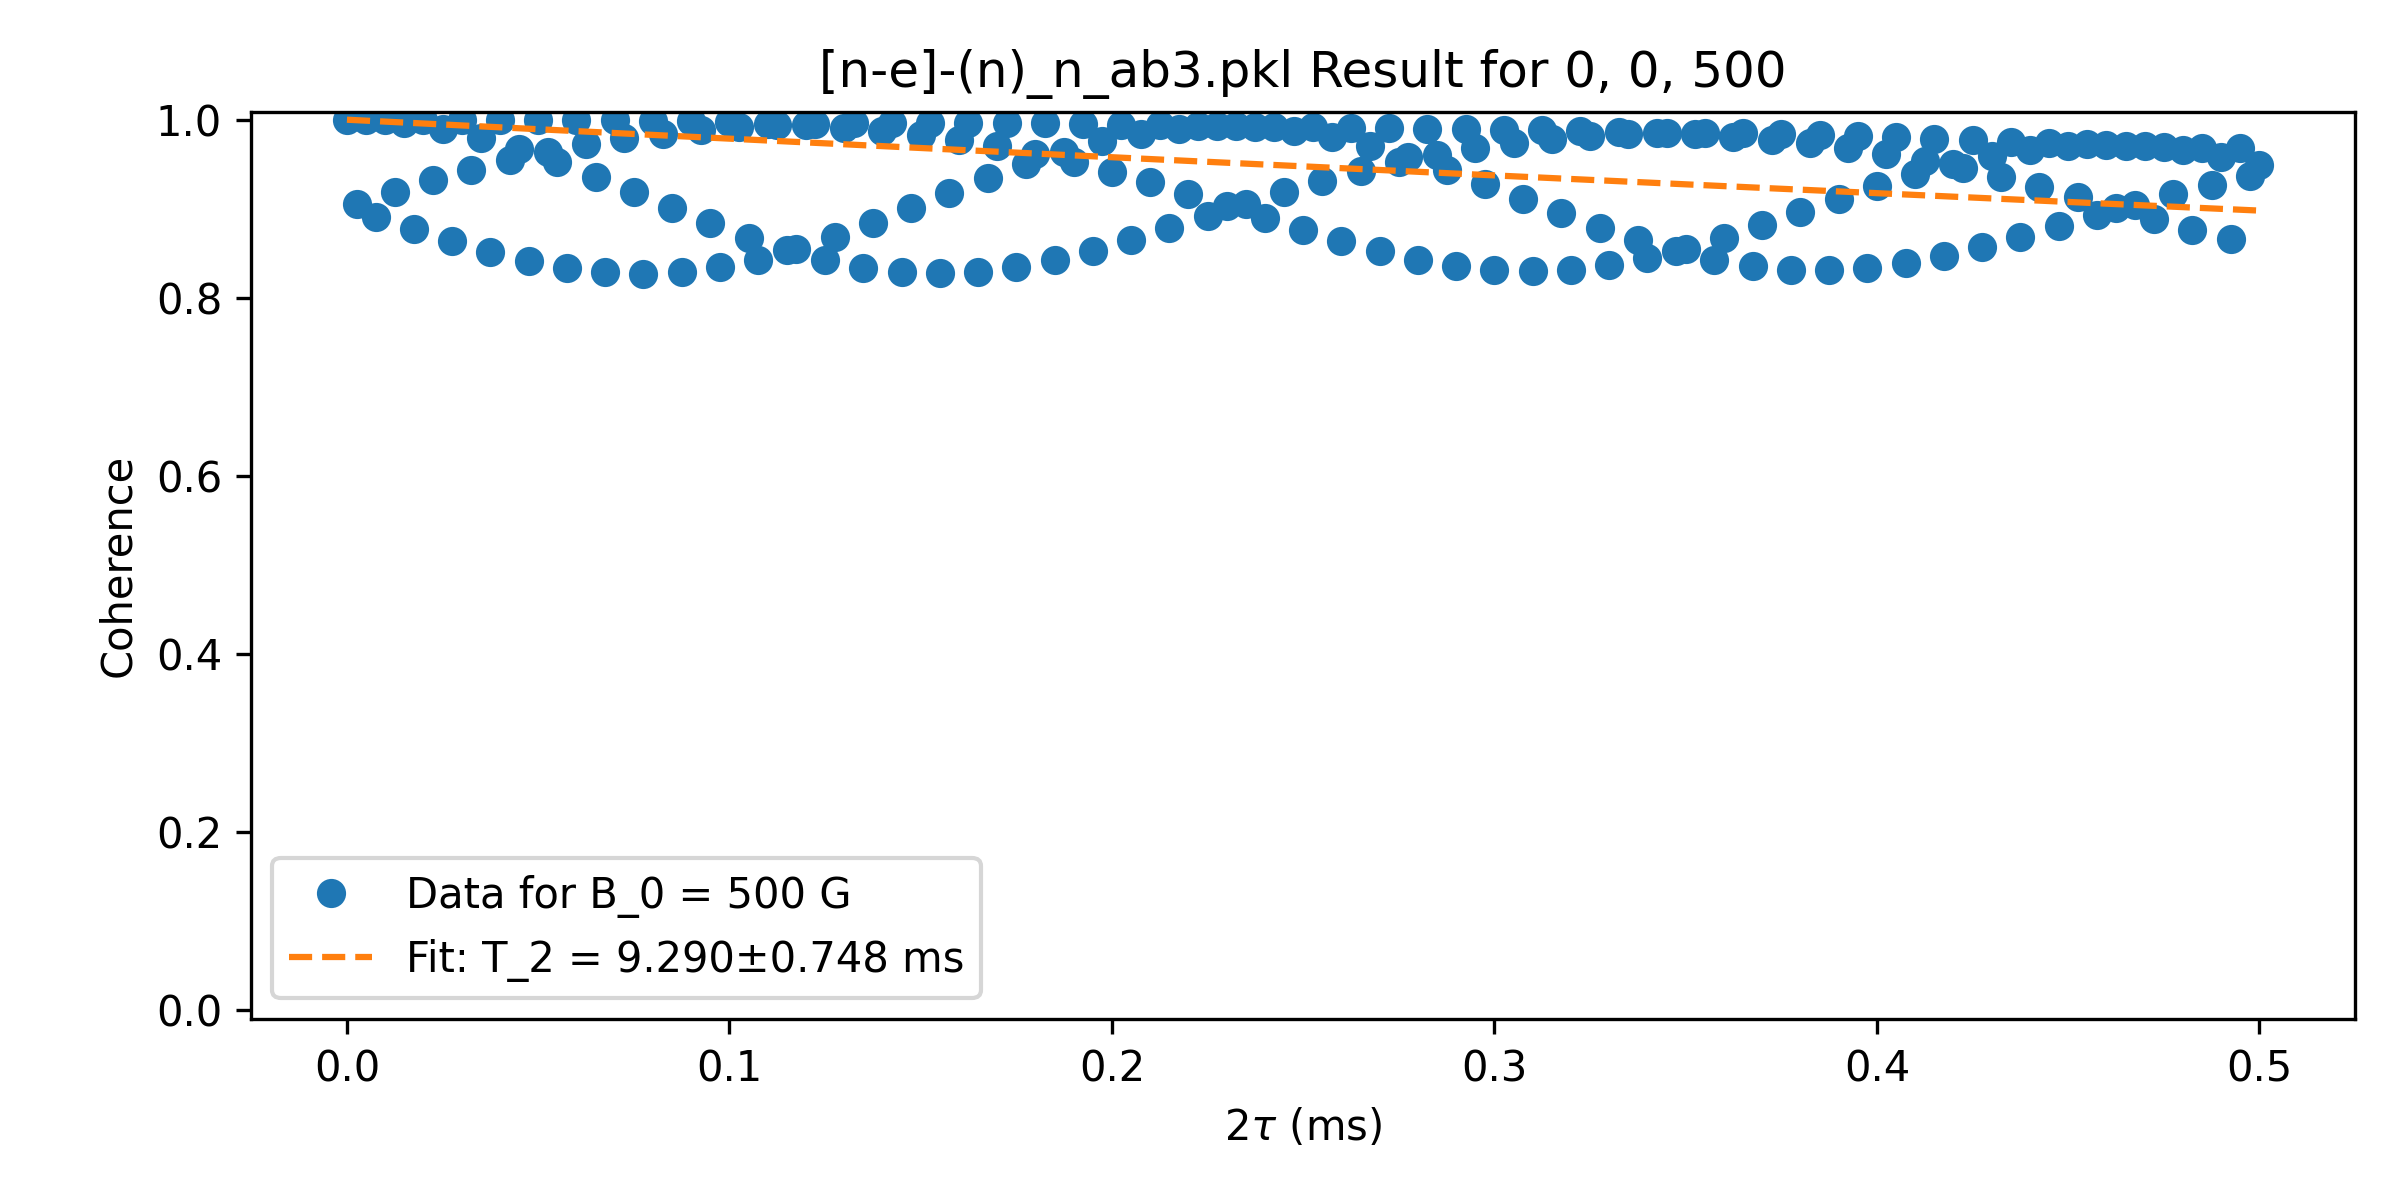 [n-e]-(n)_n_ab3.pkl Result for 0, 0, 500
1.0
0.8
0.6
0.4
0.2
0.0
Coherence
Data for B_0 = 500 G
Fit: T_2 = 9.290±0.748 ms
0.0 0.1 0.2 0.3 0.4 0.5
2τ (ms)